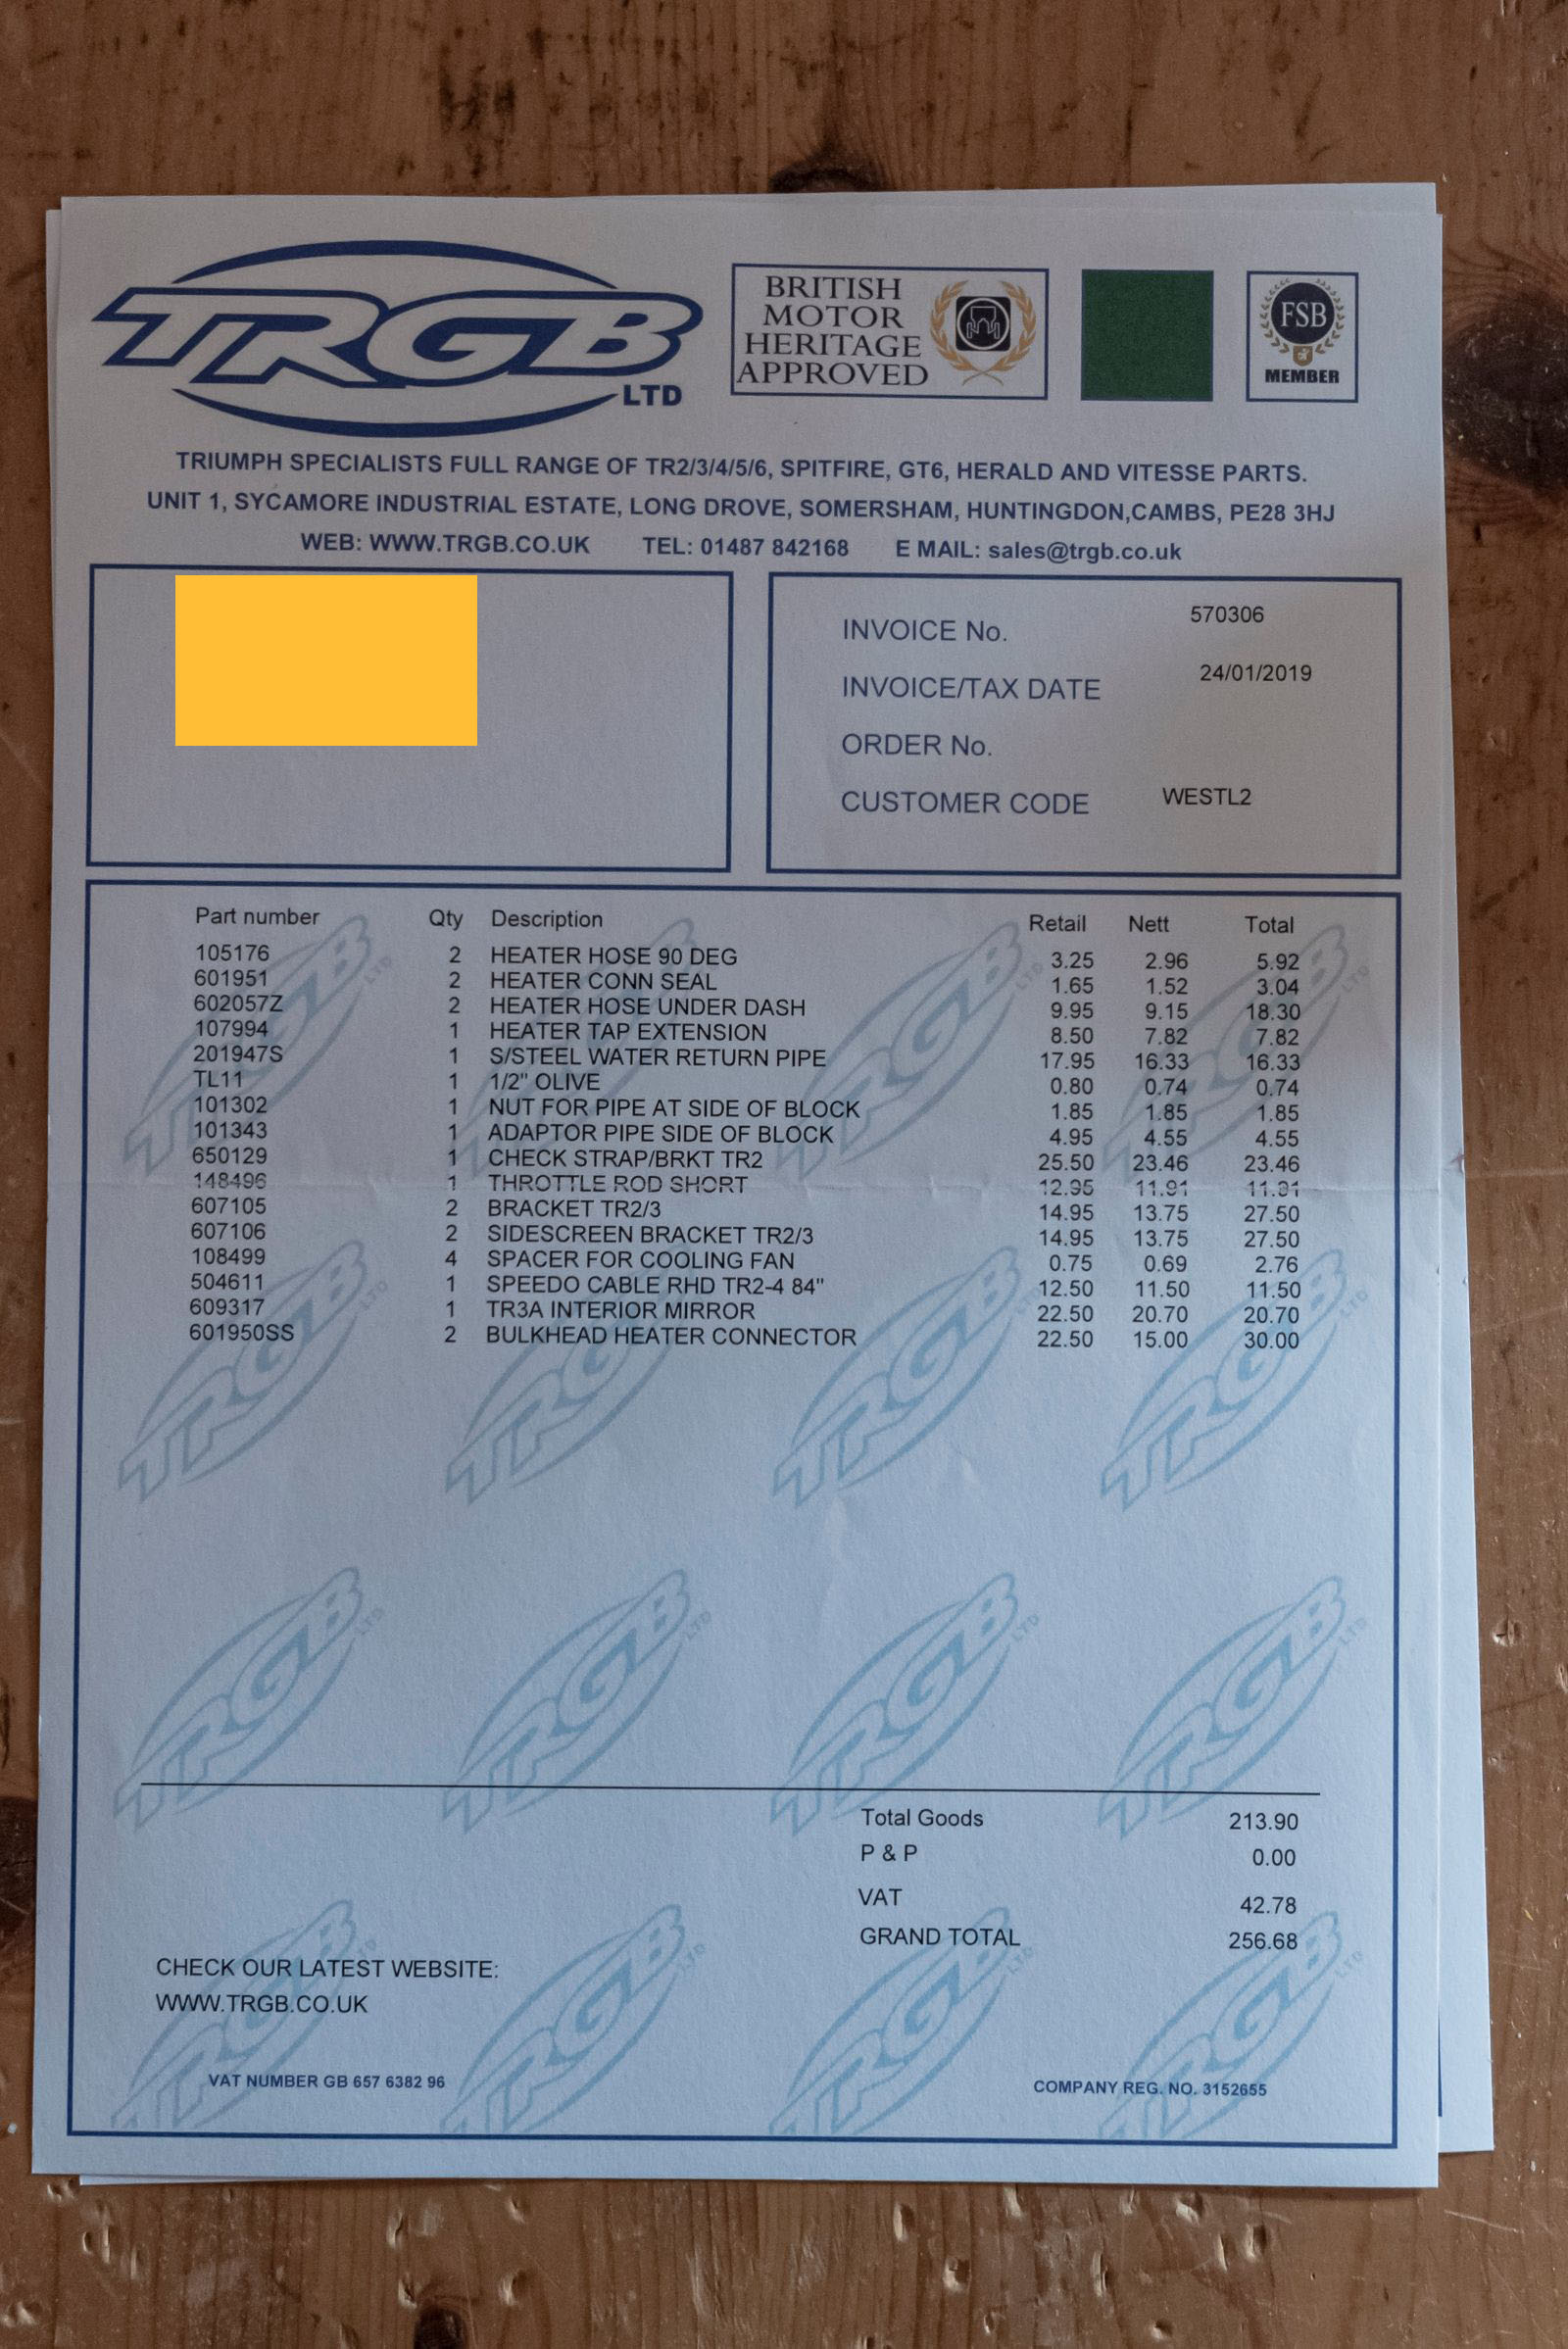 TRGB
LTD
BRITISH
MOTOR
HERITAGE
APPROVED
FSB
MEMBER
TRIUMPH SPECIALISTS FULL RANGE OF TR2/3/4/5/6, SPITFIRE, GT6, HERALD AND VITESSE PARTS.
UNIT 1, SYCAMORE INDUSTRIAL ESTATE, LONG DROVE, SOMERSHAM, HUNTINGDON,CAMBS, PE28 3HJ
WEB: WWW.TRGB.CO.UK TEL: 01487 842168 E MAIL: sales@trgb.co.uk
INVOICE No. 570306
INVOICE/TAX DATE 24/01/2019
ORDER No.
CUSTOMER CODE WESTL2
Part number Qty Description Retail Nett Total
105176 2 HEATER HOSE 90 DEG 3.25 2.96 5.92
601951 2 HEATER CONN SEAL 1.65 1.52 3.04
602057Z 2 HEATER HOSE UNDER DASH 9.95 9.15 18.30
107994 1 HEATER TAP EXTENSION 8.50 7.82 7.82
201947S 1 S/STEEL WATER RETURN PIPE 17.95 16.33 16.33
TL11 1 1/2" OLIVE 0.80 0.74 0.74
101302 1 NUT FOR PIPE AT SIDE OF BLOCK 1.85 1.85 1.85
101343 1 ADAPTOR PIPE SIDE OF BLOCK 4.95 4.55 4.55
650129 1 CHECK STRAP/BRKT TR2 25.50 23.46 23.46
148496 1 THROTTLE ROD SHORT 12.95 11.91 11.91
607105 2 BRACKET TR2/3 14.95 13.75 27.50
607106 2 SIDESCREEN BRACKET TR2/3 14.95 13.75 27.50
108499 4 SPACER FOR COOLING FAN 0.75 0.69 2.76
504611 1 SPEEDO CABLE RHD TR2-4 84" 12.50 11.50 11.50
609317 1 TR3A INTERIOR MIRROR 22.50 20.70 20.70
601950SS 2 BULKHEAD HEATER CONNECTOR 22.50 15.00 30.00
Total Goods 213.90
P & P 0.00
VAT 42.78
GRAND TOTAL 256.68
CHECK OUR LATEST WEBSITE:
WWW.TRGB.CO.UK
VAT NUMBER GB 657 6382 96 COMPANY REG. NO. 3152655